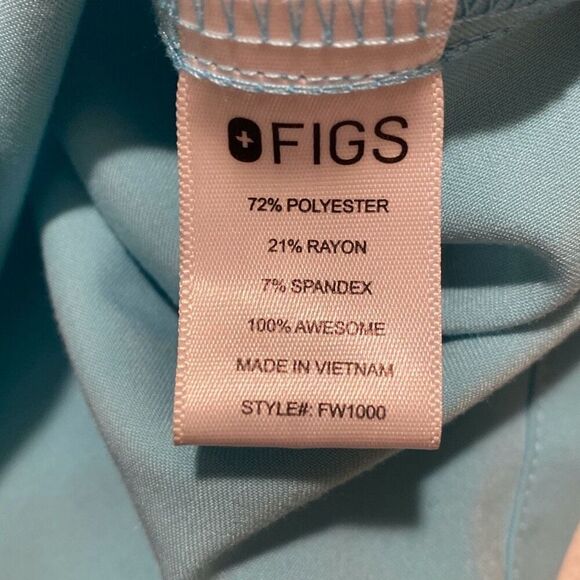 FIGS
72% POLYESTER
21% RAYON
7% SPANDEX
100% AWESOME
MADE IN VIETNAM
STYLE#: FW1000